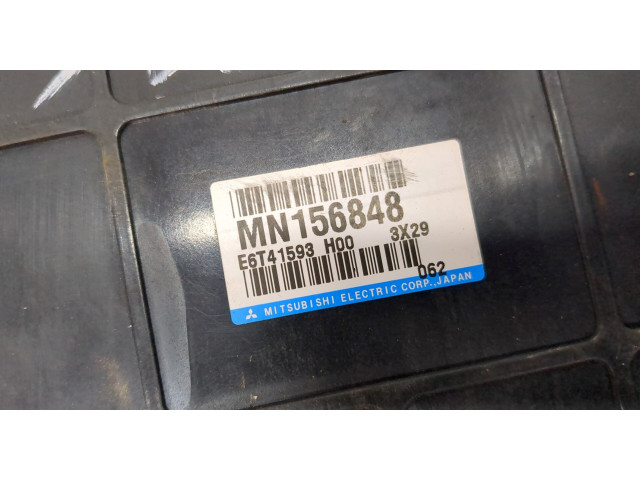 MN156848
E6T41593 H00 3X29
062
MITSUBISHI ELECTRIC CORP.,JAPAN